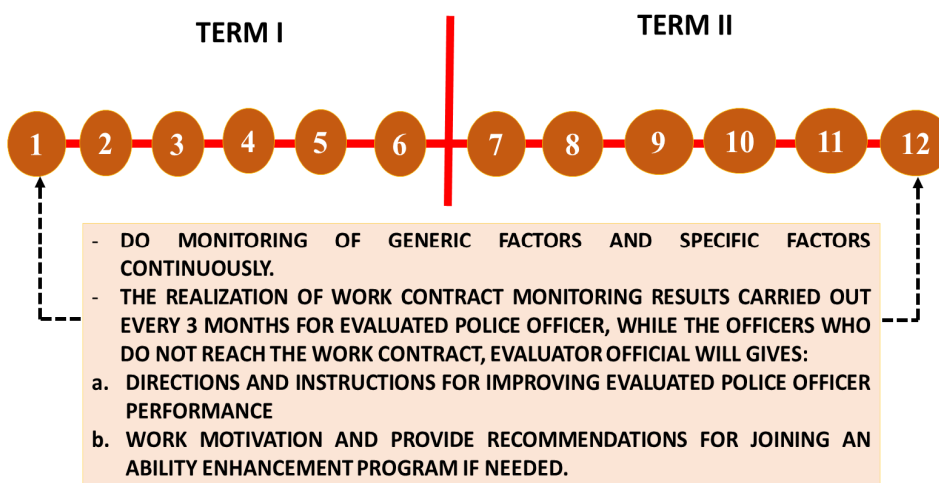 TERM I
TERM II
1 2 3 4 5 6 7 8 9 10 11 12
- DO MONITORING OF GENERIC FACTORS AND SPECIFIC FACTORS
CONTINUOUSLY.
- THE REALIZATION OF WORK CONTRACT MONITORING RESULTS CARRIED OUT
EVERY 3 MONTHS FOR EVALUATED POLICE OFFICER, WHILE THE OFFICERS WHO
DO NOT REACH THE WORK CONTRACT, EVALUATOR OFFICIAL WILL GIVES:
a. DIRECTIONS AND INSTRUCTIONS FOR IMPROVING EVALUATED POLICE OFFICER
PERFORMANCE
b. WORK MOTIVATION AND PROVIDE RECOMMENDATIONS FOR JOINING AN
ABILITY ENHANCEMENT PROGRAM IF NEEDED.